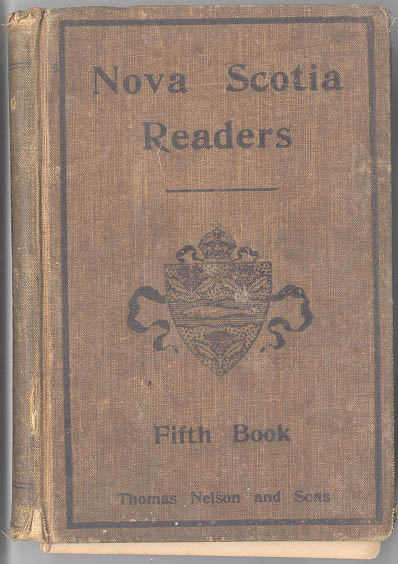 Nova Scotia
Readers
Fifth Book
Thomas Nelson and Sons